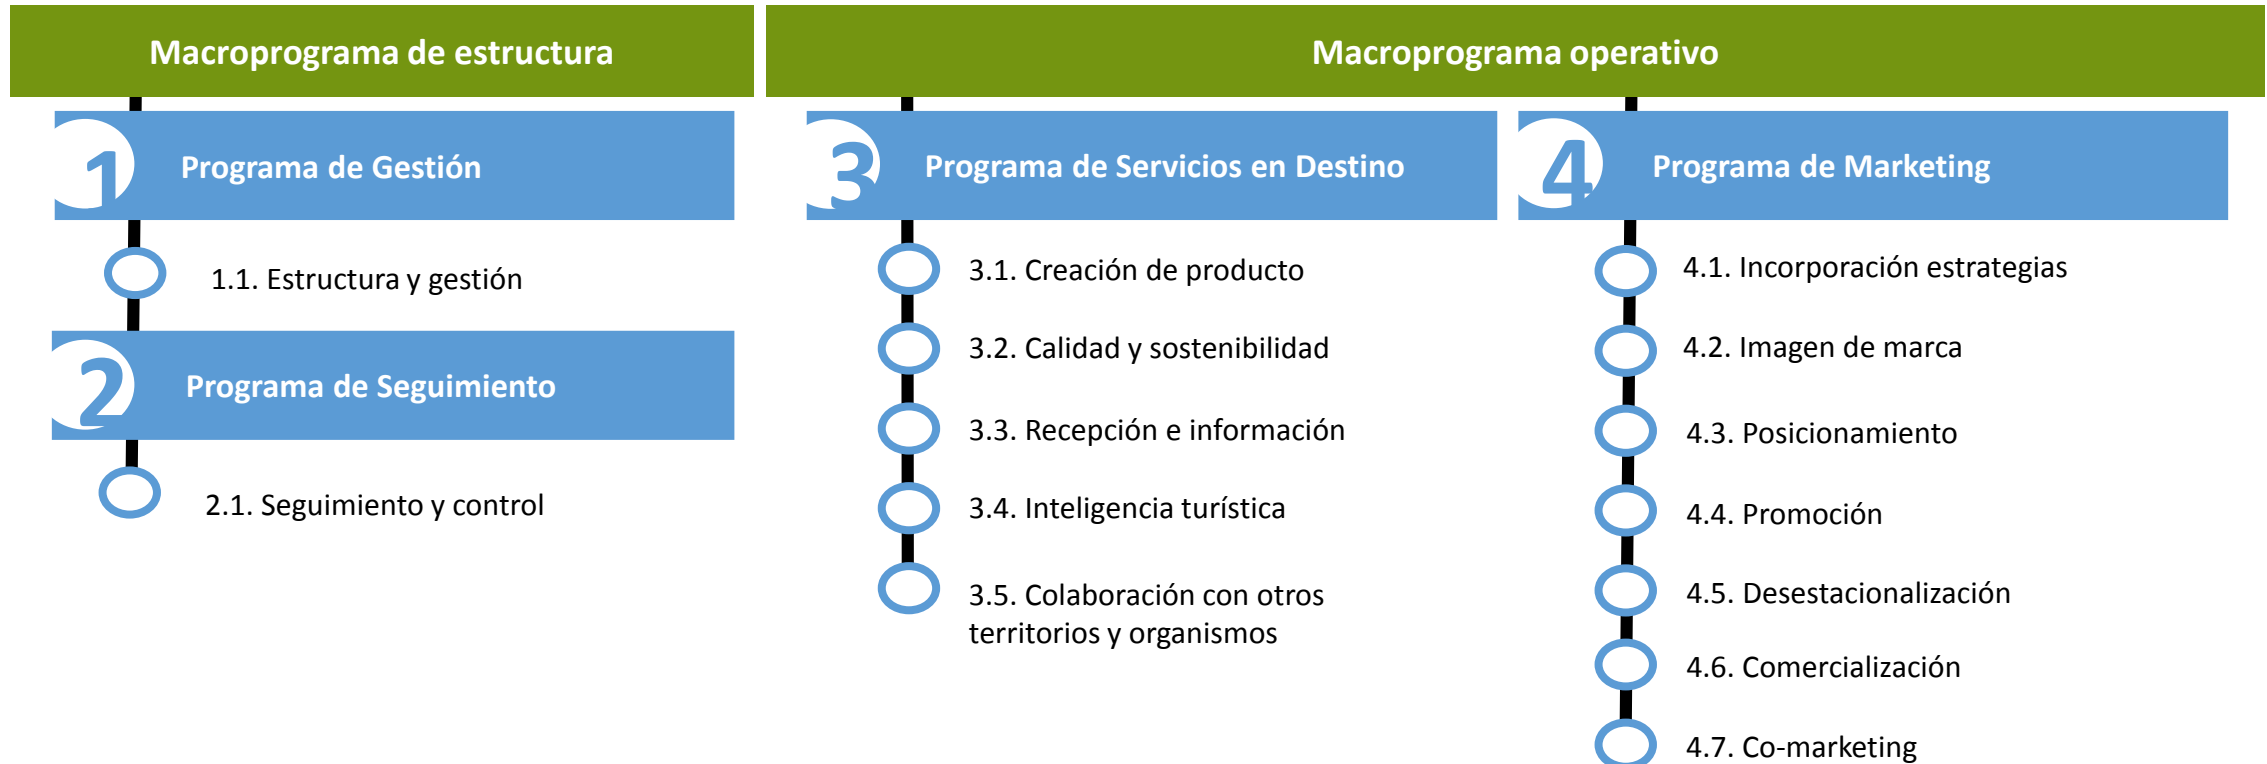 Macroprograma de estructura
Macroprograma operativo
1
Programa de Gestión
1.1. Estructura y gestión
2
Programa de Seguimiento
2.1. Seguimiento y control
3
Programa de Servicios en Destino
3.1. Creación de producto
3.2. Calidad y sostenibilidad
3.3. Recepción e información
3.4. Inteligencia turística
3.5. Colaboración con otros
territorios y organismos
4
Programa de Marketing
4.1. Incorporación estrategias
4.2. Imagen de marca
4.3. Posicionamiento
4.4. Promoción
4.5. Desestacionalización
4.6. Comercialización
4.7. Co-marketing